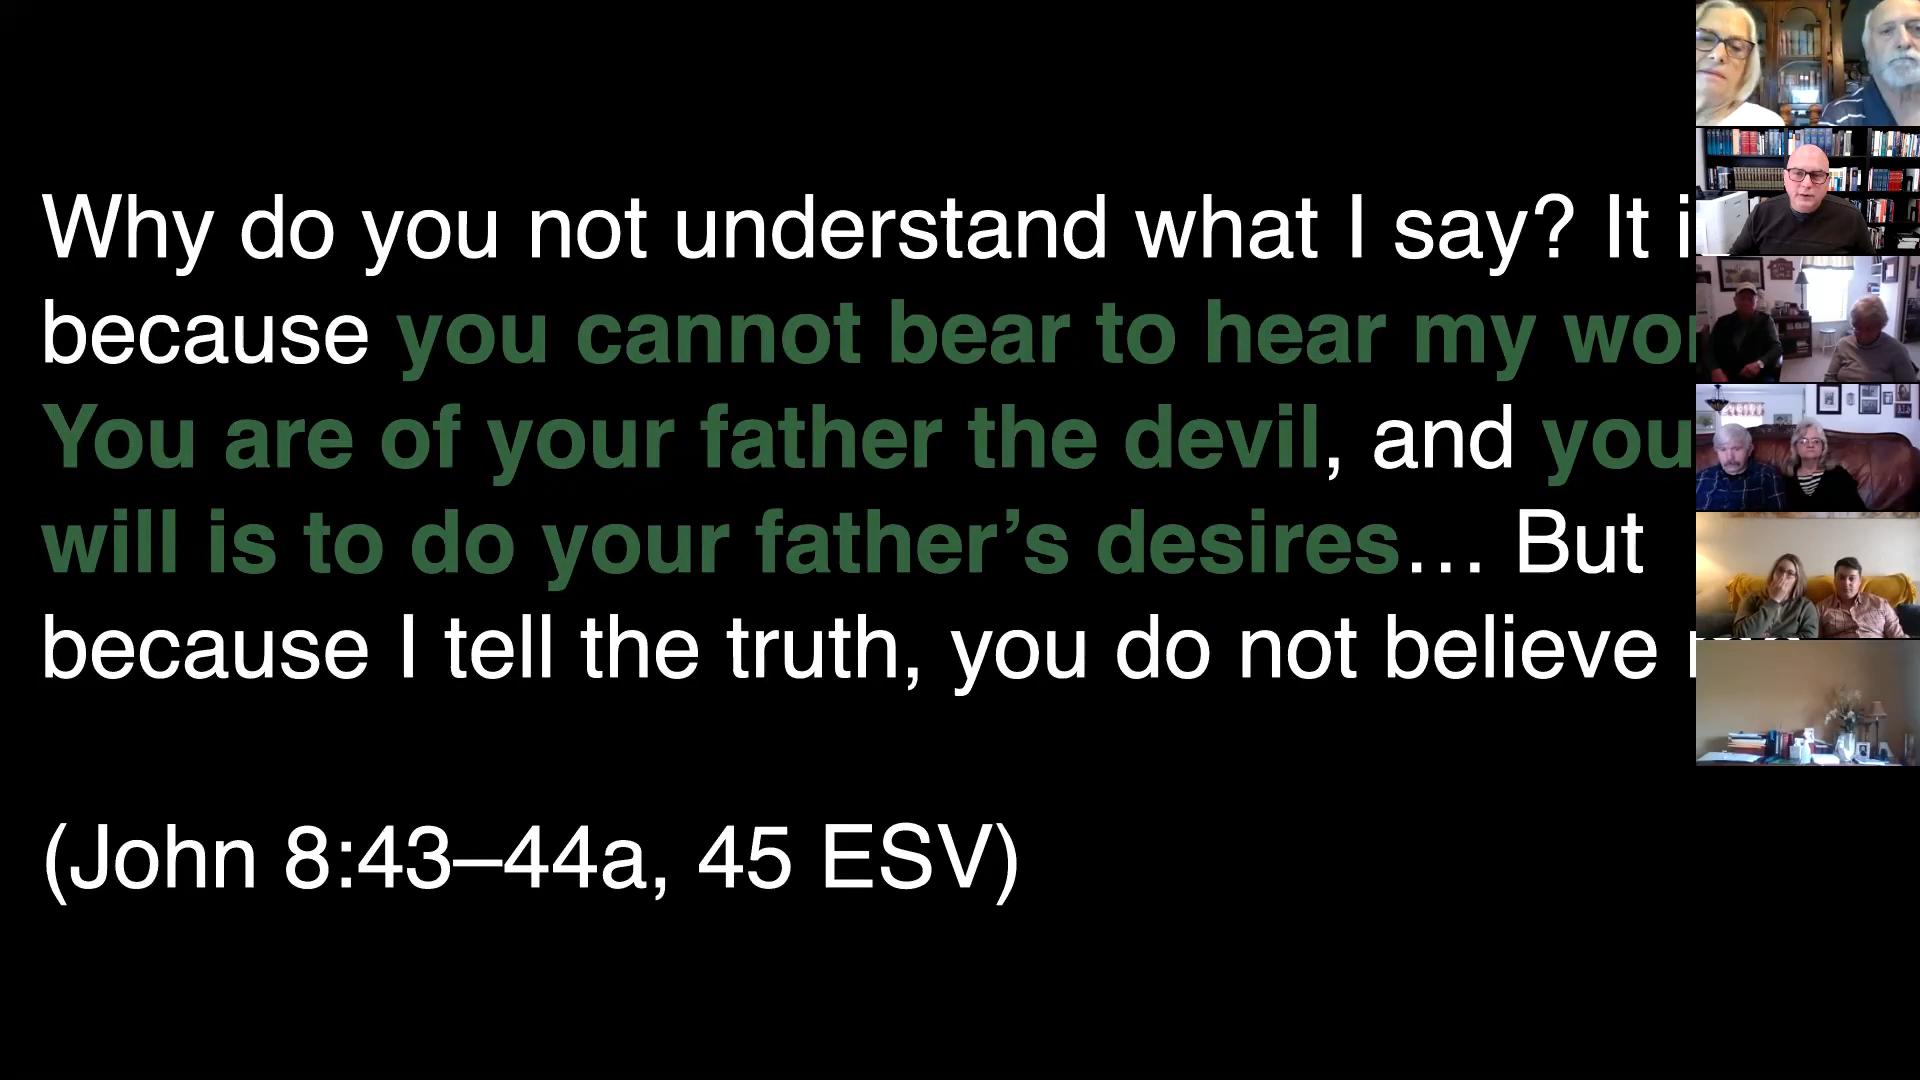 Why do you not understand what I say? It i
because you cannot bear to hear my wor
You are of your father the devil, and you
will is to do your father’s desires… But
because I tell the truth, you do not believe
(John 8:43–44a, 45 ESV)